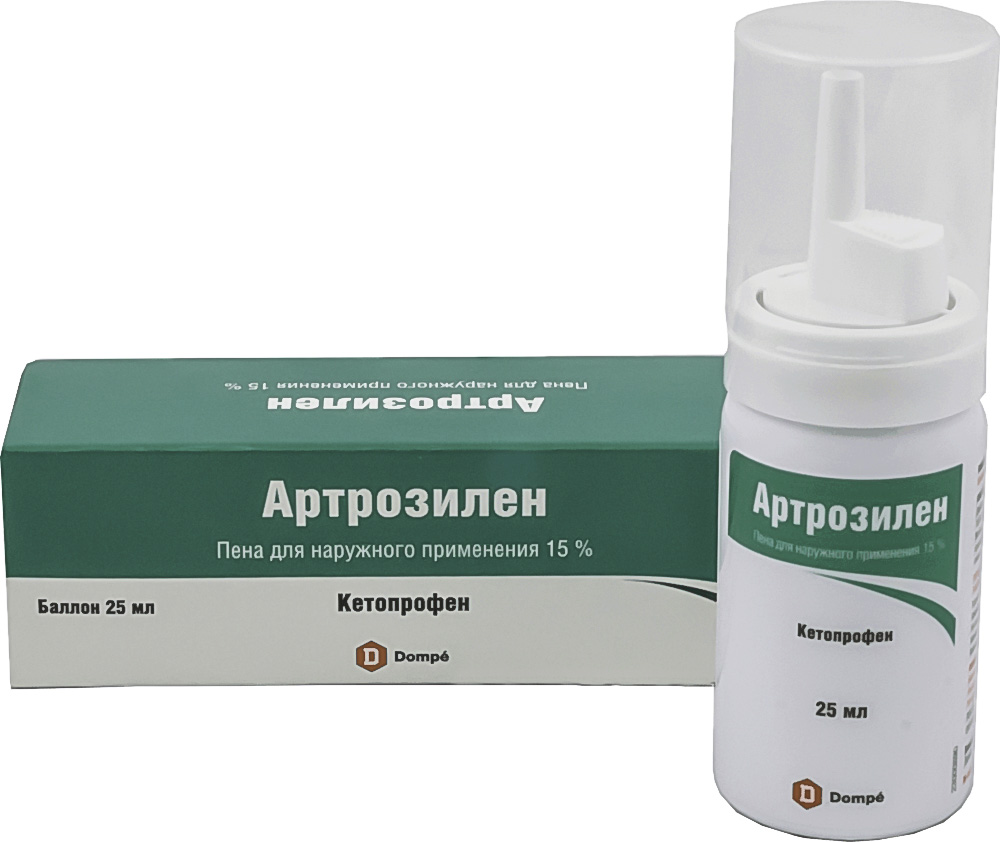 Пена для наружного применения 15 %
Артрозилен
Артрозилен
Пена для наружного применения 15 %
Баллон 25 мл
Кетопрофен
D Dompé
Артрозилен
Пена для наружного применения 15 %
Кетопрофен
25 мл
D Dompé